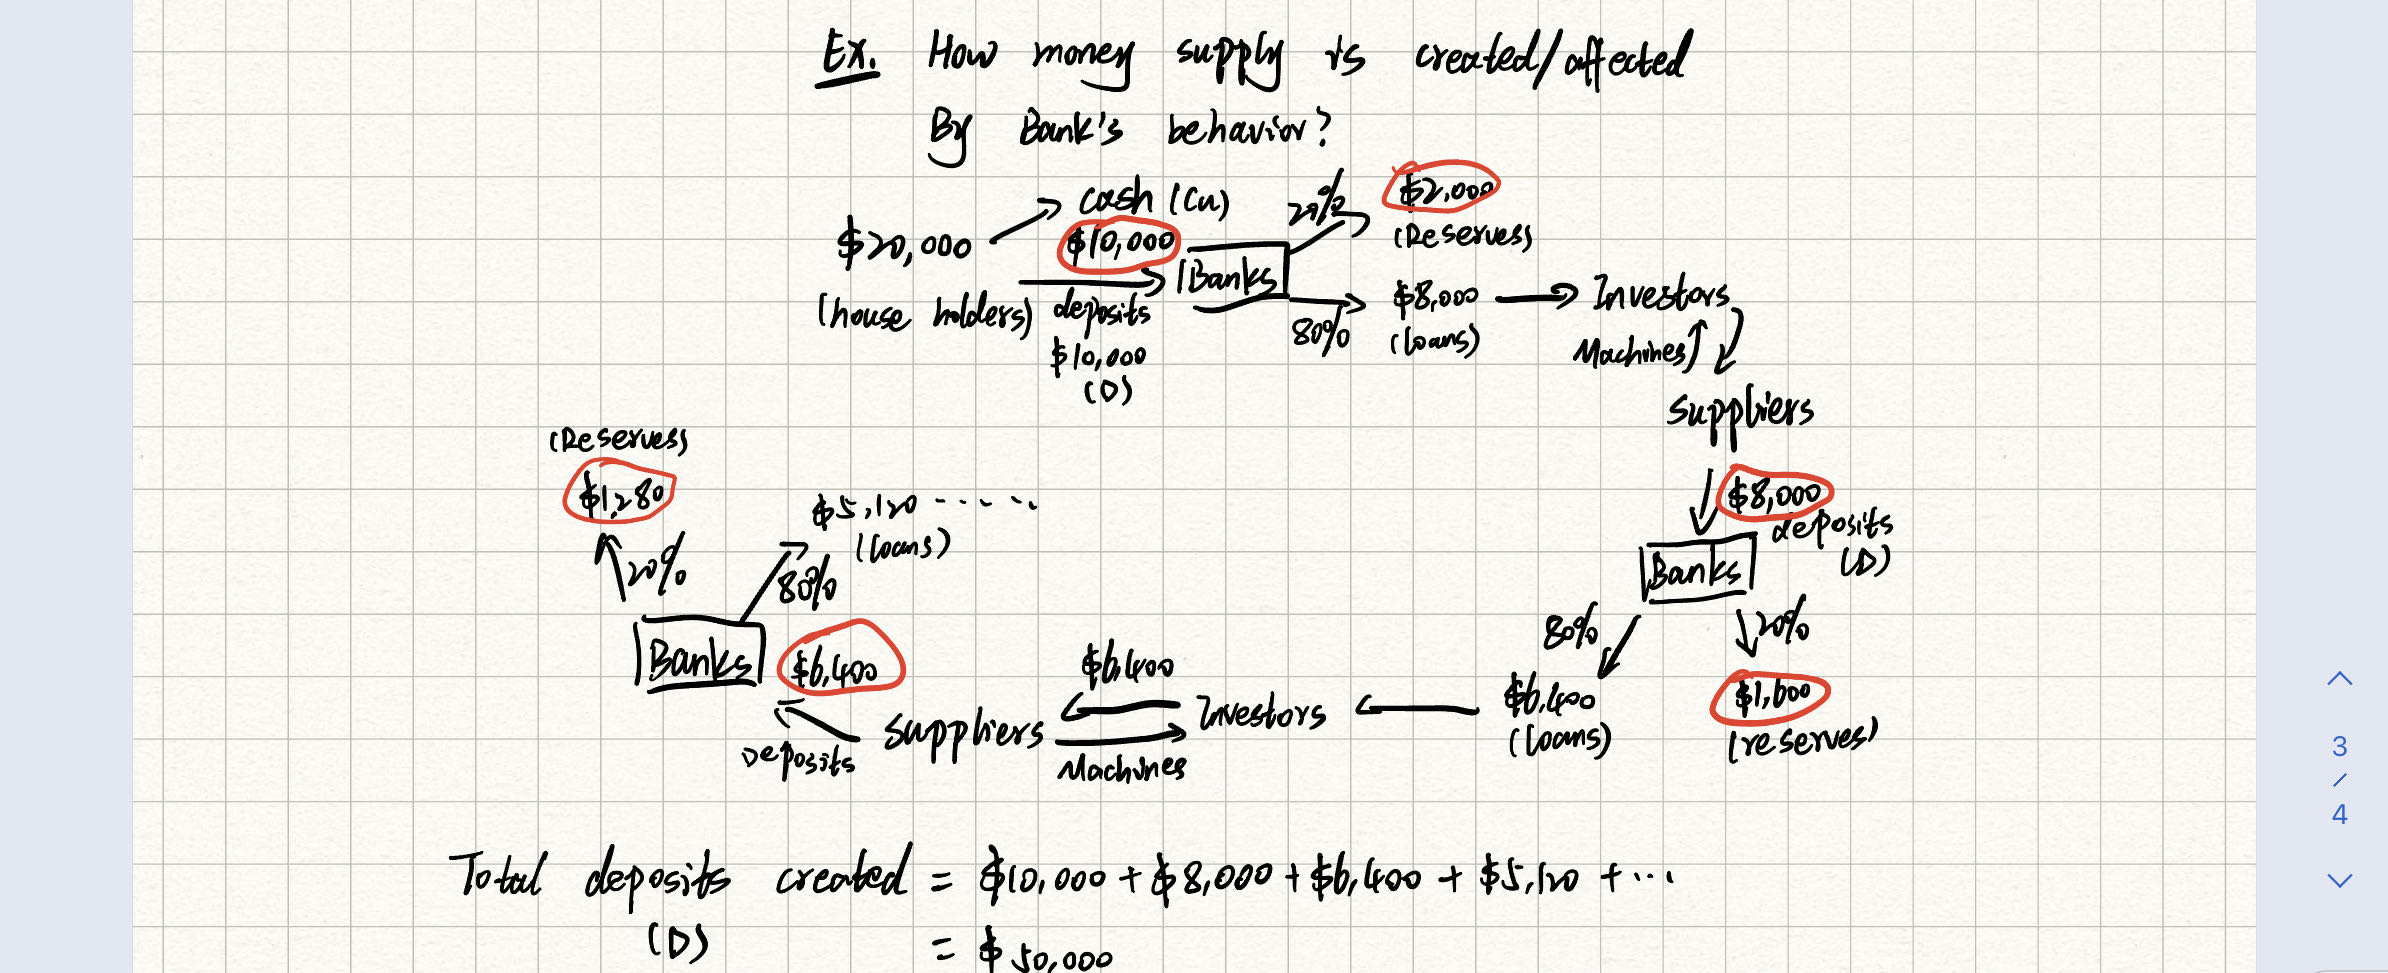 Ex. How money supply is created/affected
By Bank's behavior?
$20,000
(house holders)
cash (Cu)
$10,000
deposits
$10,000
(D)
Banks
20%
$2,000
(Reserves)
80%
$8,000
(loans)
Investors
Machines
Suppliers
$8,000
deposits
(D)
Banks
20%
$1,600
(reserves)
80%
$6,400
(loans)
Investors
$6,400
Machines
Suppliers
Deposits
$6,400
Banks
20%
$1,280
(Reserves)
80%
$5,120 .....
(loans)
Total deposits created = $10,000 + $8,000 + $6,400 + $5,120 + ...
(D) = $50,000
3
/
4